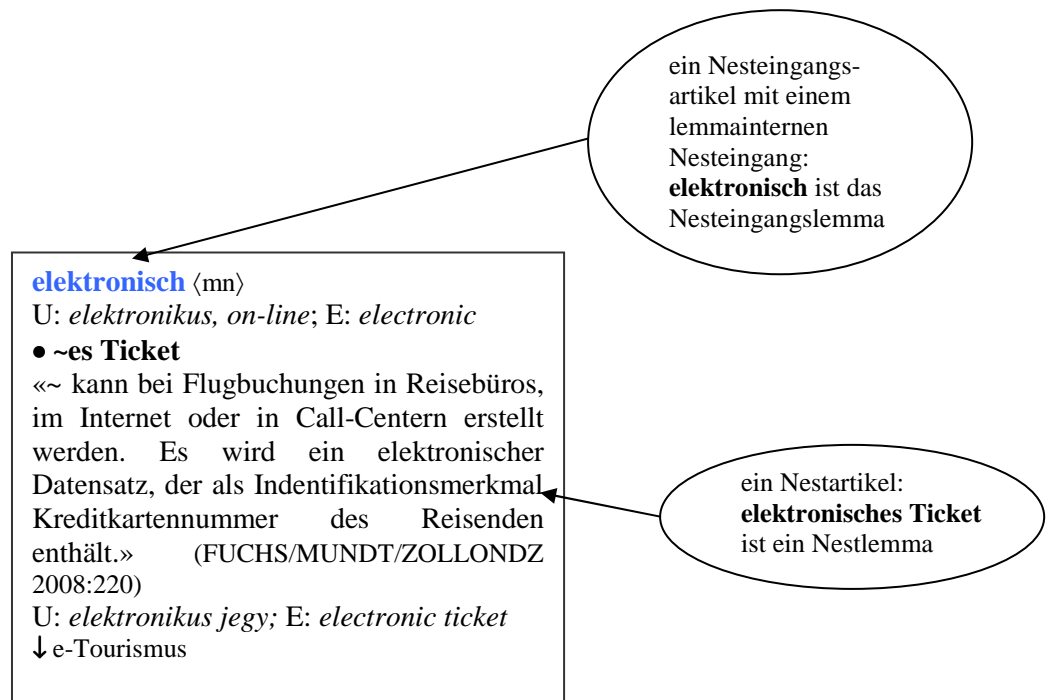 ein Nesteingangs-
artikel mit einem
lemmainternen
Nesteingang:
elektronisch ist das
Nesteingangslemma
elektronisch ⟨mn⟩
U: elektronikus, on-line; E: electronic
• ~es Ticket
«~ kann bei Flugbuchungen in Reisebüros,
im Internet oder in Call-Centern erstellt
werden. Es wird ein elektronischer
Datensatz, der als Indentifikationsmerkmal
Kreditkartennummer des Reisenden
enthält.» (FUCHS/MUNDT/ZOLLONDZ
2008:220)
U: elektronikus jegy; E: electronic ticket
↓ e-Tourismus
ein Nestartikel:
elektronisches Ticket
ist ein Nestlemma